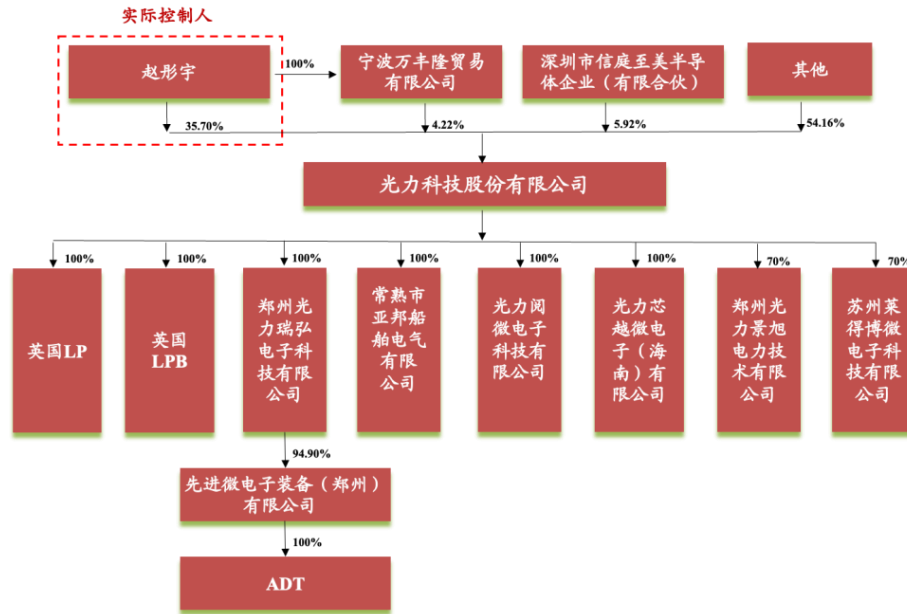 实际控制人
赵彤宇
100%
宁波万丰隆贸易
有限公司
深圳市信庭至美半导
体企业（有限合伙）
其他
35.70%
4.22%
5.92%
54.16%
光力科技股份有限公司
100%
100%
100%
100%
100%
100%
70%
70%
英国LP
英国
LPB
郑州光
力瑞弘
电子科
技有限
公司
常熟市
亚邦船
舶电气
有限
公司
光力阅
微电子
科技有
限公司
光力芯
越微电
子（海
南）有
限公司
郑州光
力景旭
电力技
术有限
公司
苏州莱
得博微
电子科
技有限
公司
94.90%
先进微电子装备（郑州）
有限公司
100%
ADT